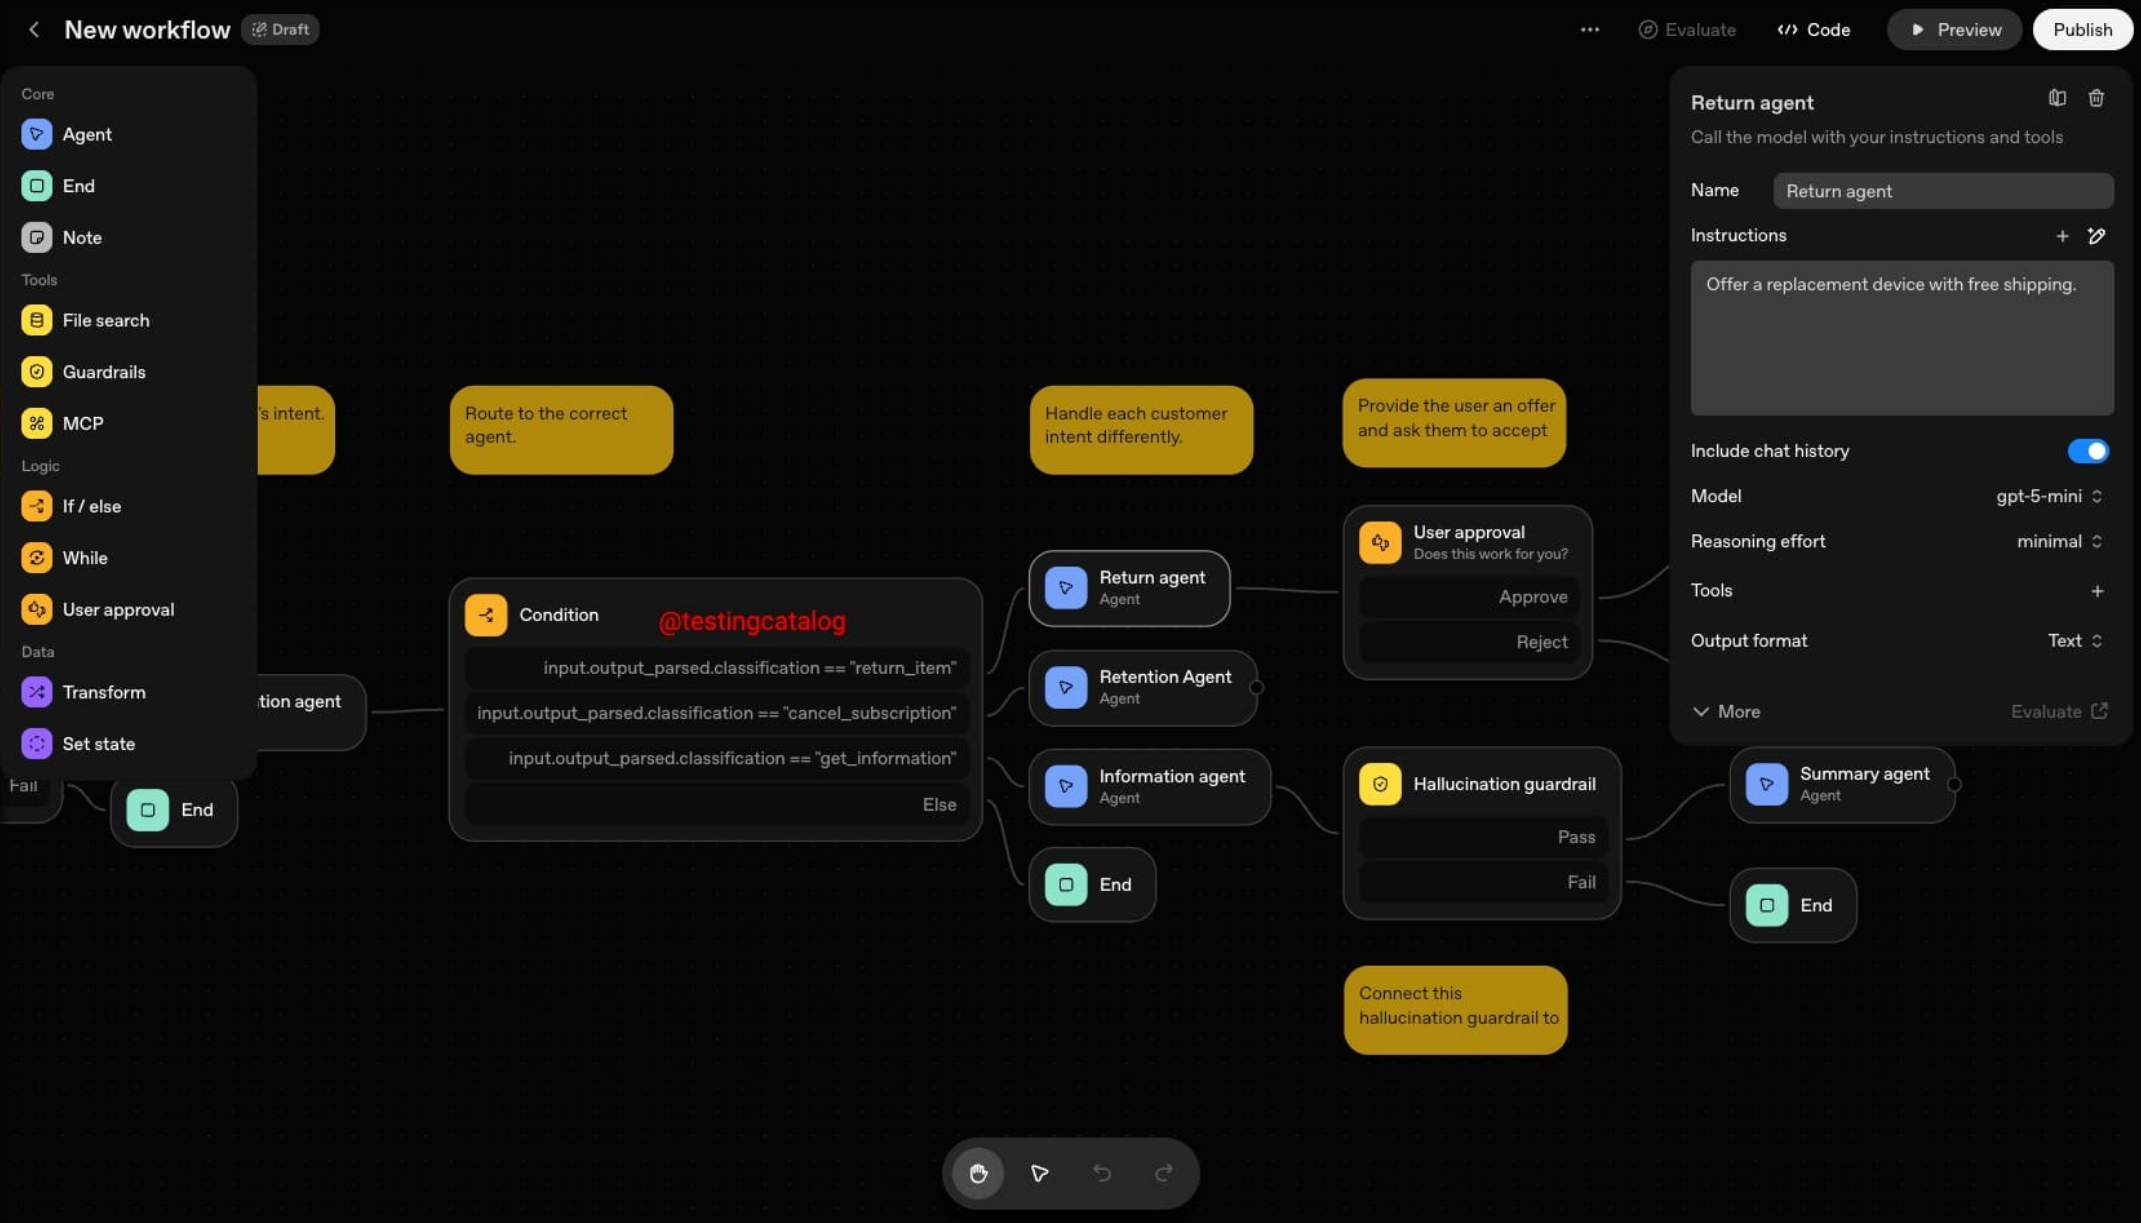 New workflow
Draft
Evaluate
Code
Preview
Publish
Core
Agent
End
Note
Tools
File search
Guardrails
MCP
Logic
If / else
While
User approval
Data
Transform
Set state
's intent.
tion agent
Fail
End
Route to the correct
agent.
Condition
@testingcatalog
input.output_parsed.classification == "return_item"
input.output_parsed.classification == "cancel_subscription"
input.output_parsed.classification == "get_information"
Else
Handle each customer
intent differently.
Return agent
Agent
Retention Agent
Agent
Information agent
Agent
End
Provide the user an offer
and ask them to accept
User approval
Does this work for you?
Approve
Reject
Hallucination guardrail
Pass
Fail
Connect this
hallucination guardrail to
Summary agent
Agent
End
Return agent
Call the model with your instructions and tools
Name
Return agent
Instructions
Offer a replacement device with free shipping.
Include chat history
Model
gpt-5-mini
Reasoning effort
minimal
Tools
Output format
Text
More
Evaluate